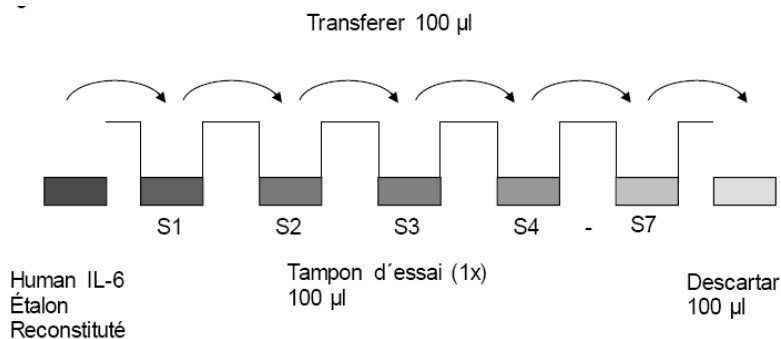 Transferer 100 µl
S1 S2 S3 S4 - S7
Human IL-6
Étalon
Reconstitué
Tampon d´essai (1x)
100 µl
Descartar
100 µl